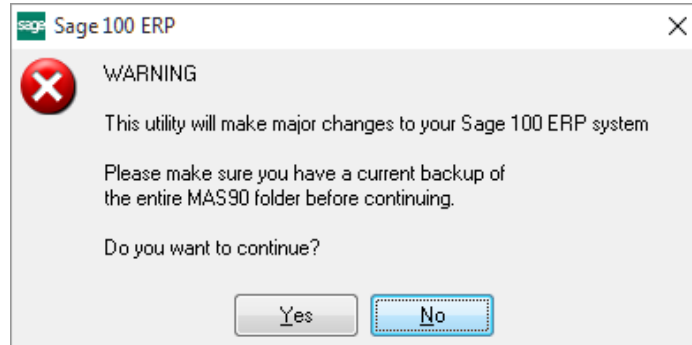 sage Sage 100 ERP
WARNING
This utility will make major changes to your Sage 100 ERP system
Please make sure you have a current backup of
the entire MAS90 folder before continuing.
Do you want to continue?
Yes No